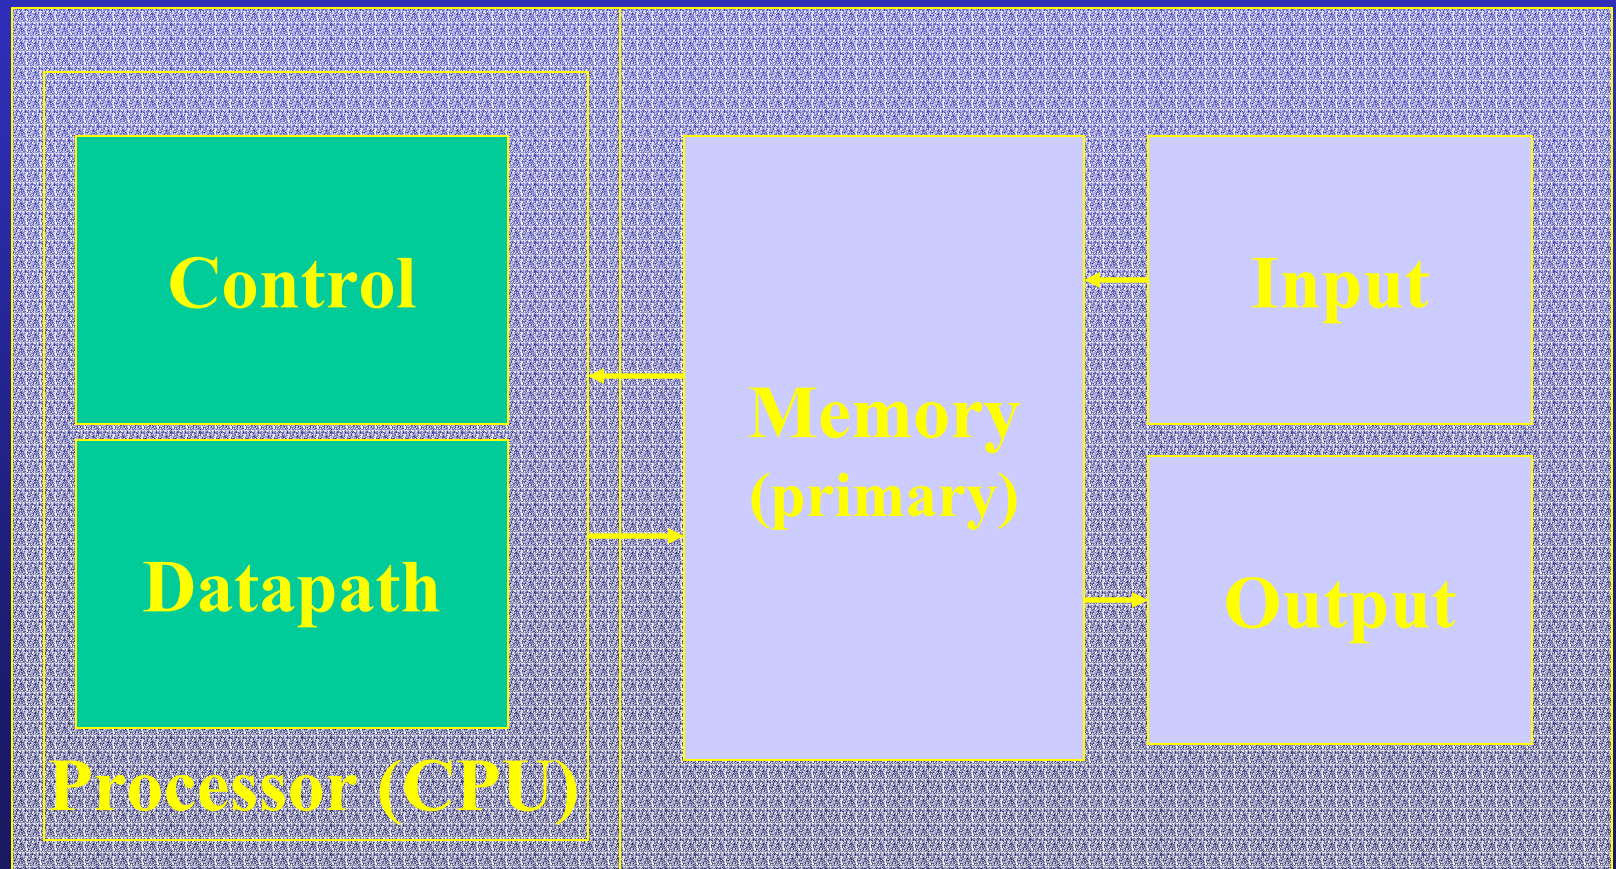 Control
Datapath
Processor (CPU)
Memory
(primary)
Input
Output